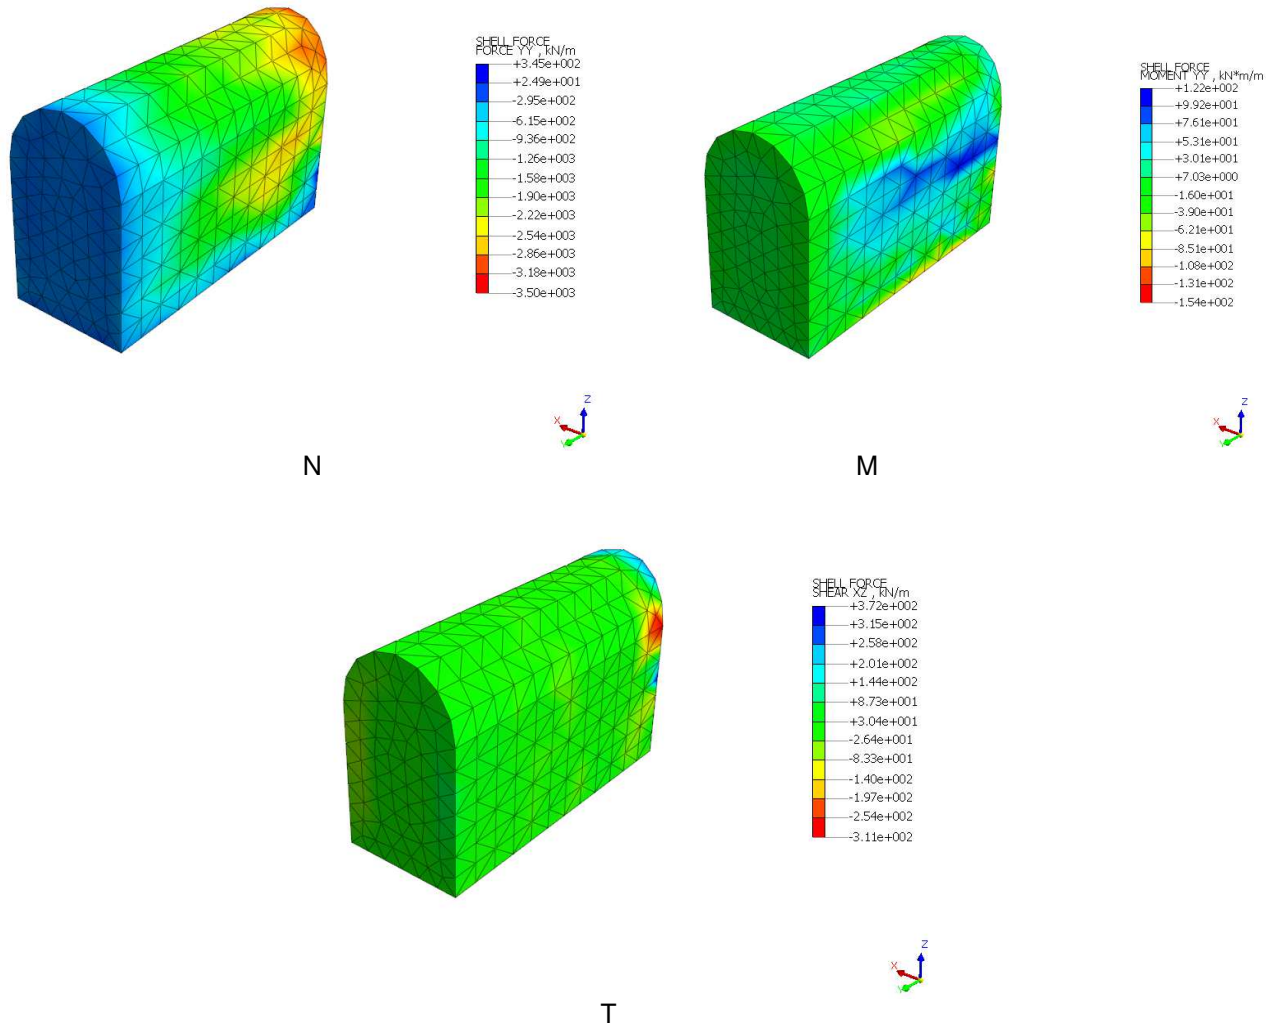 SHELL FORCE
FORCE YY , kN/m
+3.45e+002
+2.49e+001
-2.95e+002
-6.15e+002
-9.36e+002
-1.26e+003
-1.58e+003
-1.90e+003
-2.22e+003
-2.54e+003
-2.86e+003
-3.18e+003
-3.50e+003
Z
X
Y
N
SHELL FORCE
MOMENT YY , kN*m/m
+1.22e+002
+9.92e+001
+7.61e+001
+5.31e+001
+3.01e+001
+7.03e+000
-1.60e+001
-3.90e+001
-6.21e+001
-8.51e+001
-1.08e+002
-1.31e+002
-1.54e+002
Z
X
Y
M
SHELL FORCE
SHEAR XZ , kN/m
+3.72e+002
+3.15e+002
+2.58e+002
+2.01e+002
+1.44e+002
+8.73e+001
+3.04e+001
-2.64e+001
-8.33e+001
-1.40e+002
-1.97e+002
-2.54e+002
-3.11e+002
Z
X
Y
T